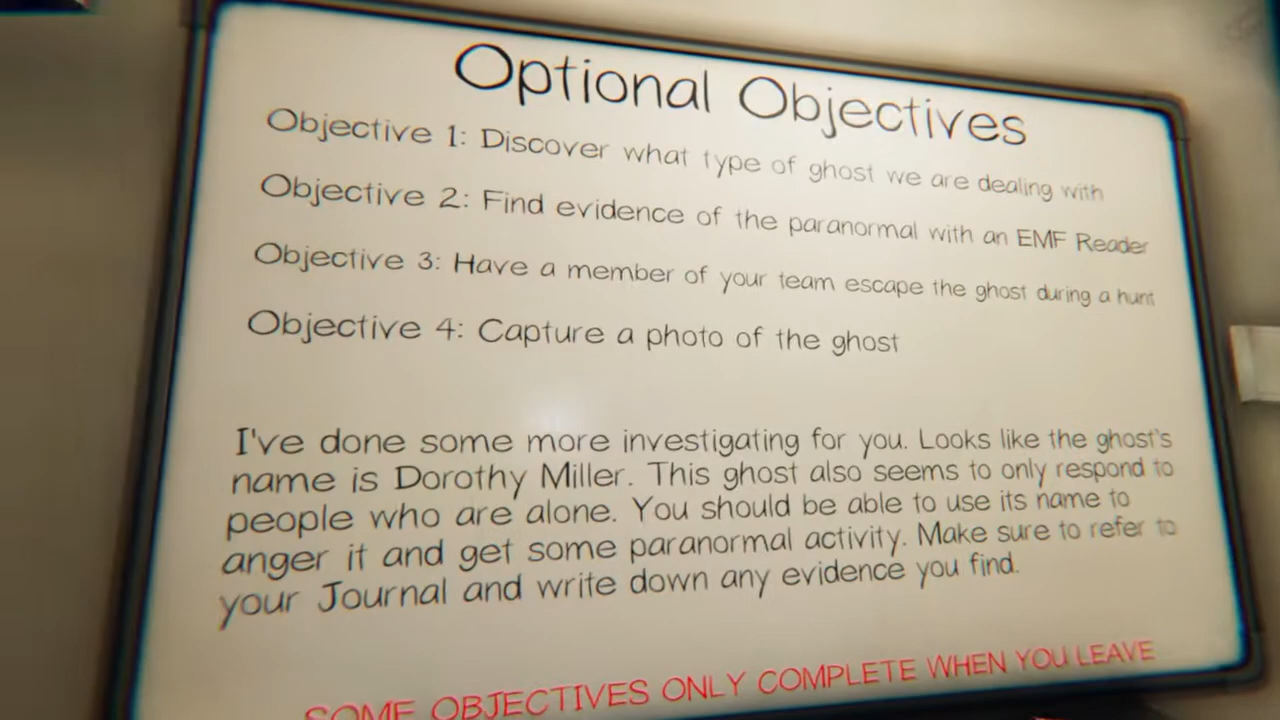 Optional Objectives
Objective 1: Discover what type of ghost we are dealing with
Objective 2: Find evidence of the paranormal with an EMF Reader
Objective 3: Have a member of your team escape the ghost during a hunt
Objective 4: Capture a photo of the ghost
I've done some more investigating for you. Looks like the ghost's
name is Dorothy Miller. This ghost also seems to only respond to
people who are alone. You should be able to use its name to
anger it and get some paranormal activity. Make sure to refer to
your Journal and write down any evidence you find.
SOME OBJECTIVES ONLY COMPLETE WHEN YOU LEAVE